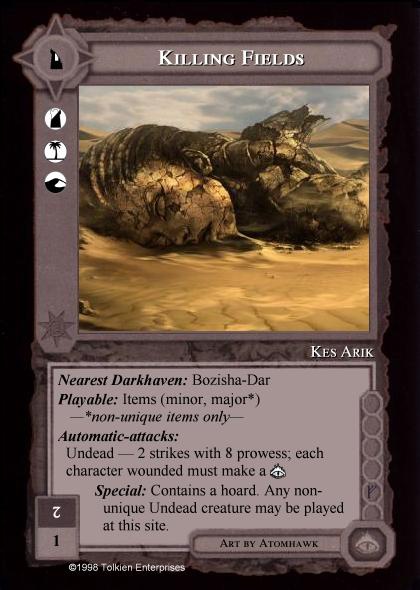 KILLING FIELDS
KES ARIK
Nearest Darkhaven: Bozisha-Dar
Playable: Items (minor, major*)
—*non-unique items only—
Automatic-attacks:
Undead — 2 strikes with 8 prowess; each
character wounded must make a
Special: Contains a hoard. Any non-
unique Undead creature may be played
at this site.
2
1
ART BY ATOMHAWK
©1998 Tolkien Enterprises